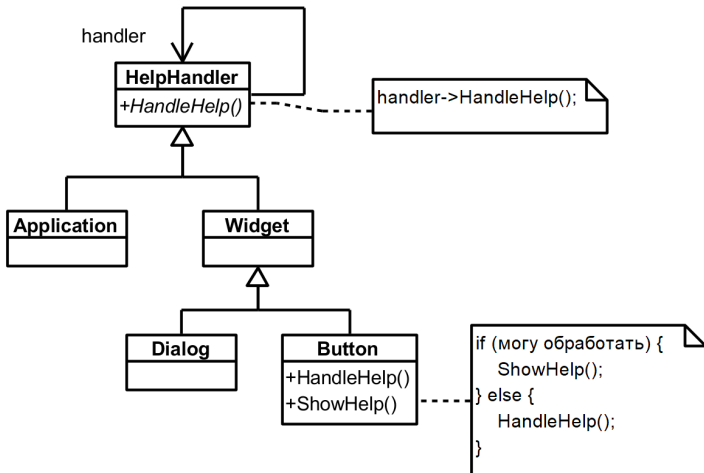 handler
HelpHandler
+HandleHelp()
handler->HandleHelp();
Application
Widget
Dialog
Button
+HandleHelp()
+ShowHelp()
if (могу обработать) {
ShowHelp();
} else {
HandleHelp();
}